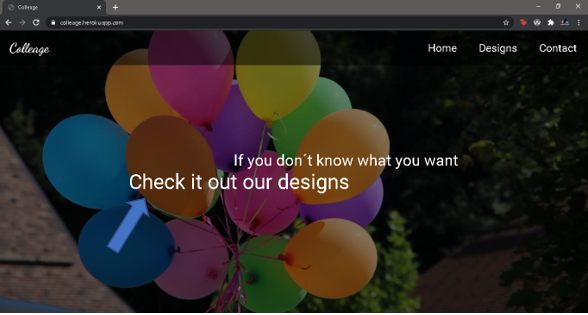 Colleage
colleage.herokuapp.com
Colleage
Home Designs Contact
If you don´t know what you want
Check it out our designs